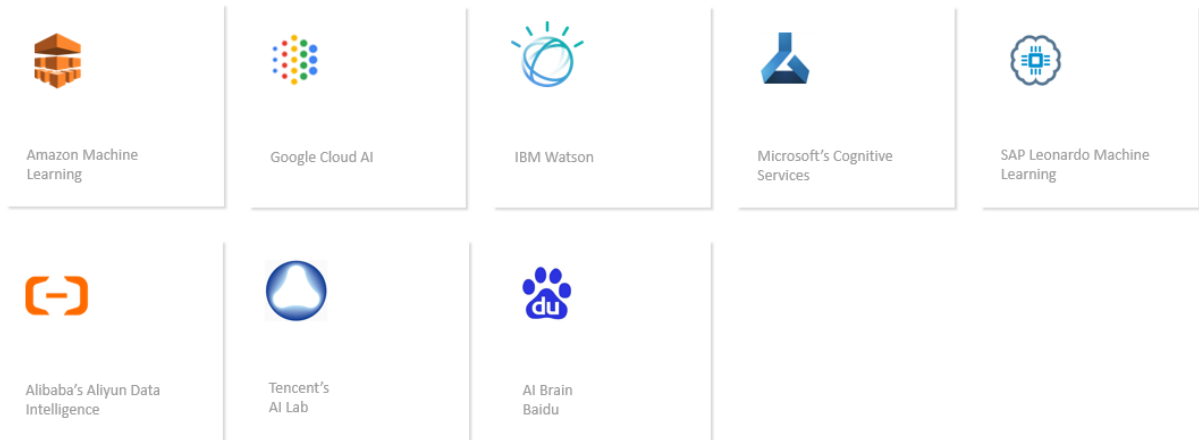 Amazon Machine
Learning
Google Cloud AI
IBM Watson
Microsoft's Cognitive
Services
SAP Leonardo Machine
Learning
du
Alibaba's Aliyun Data
Intelligence
Tencent's
AI Lab
AI Brain
Baidu